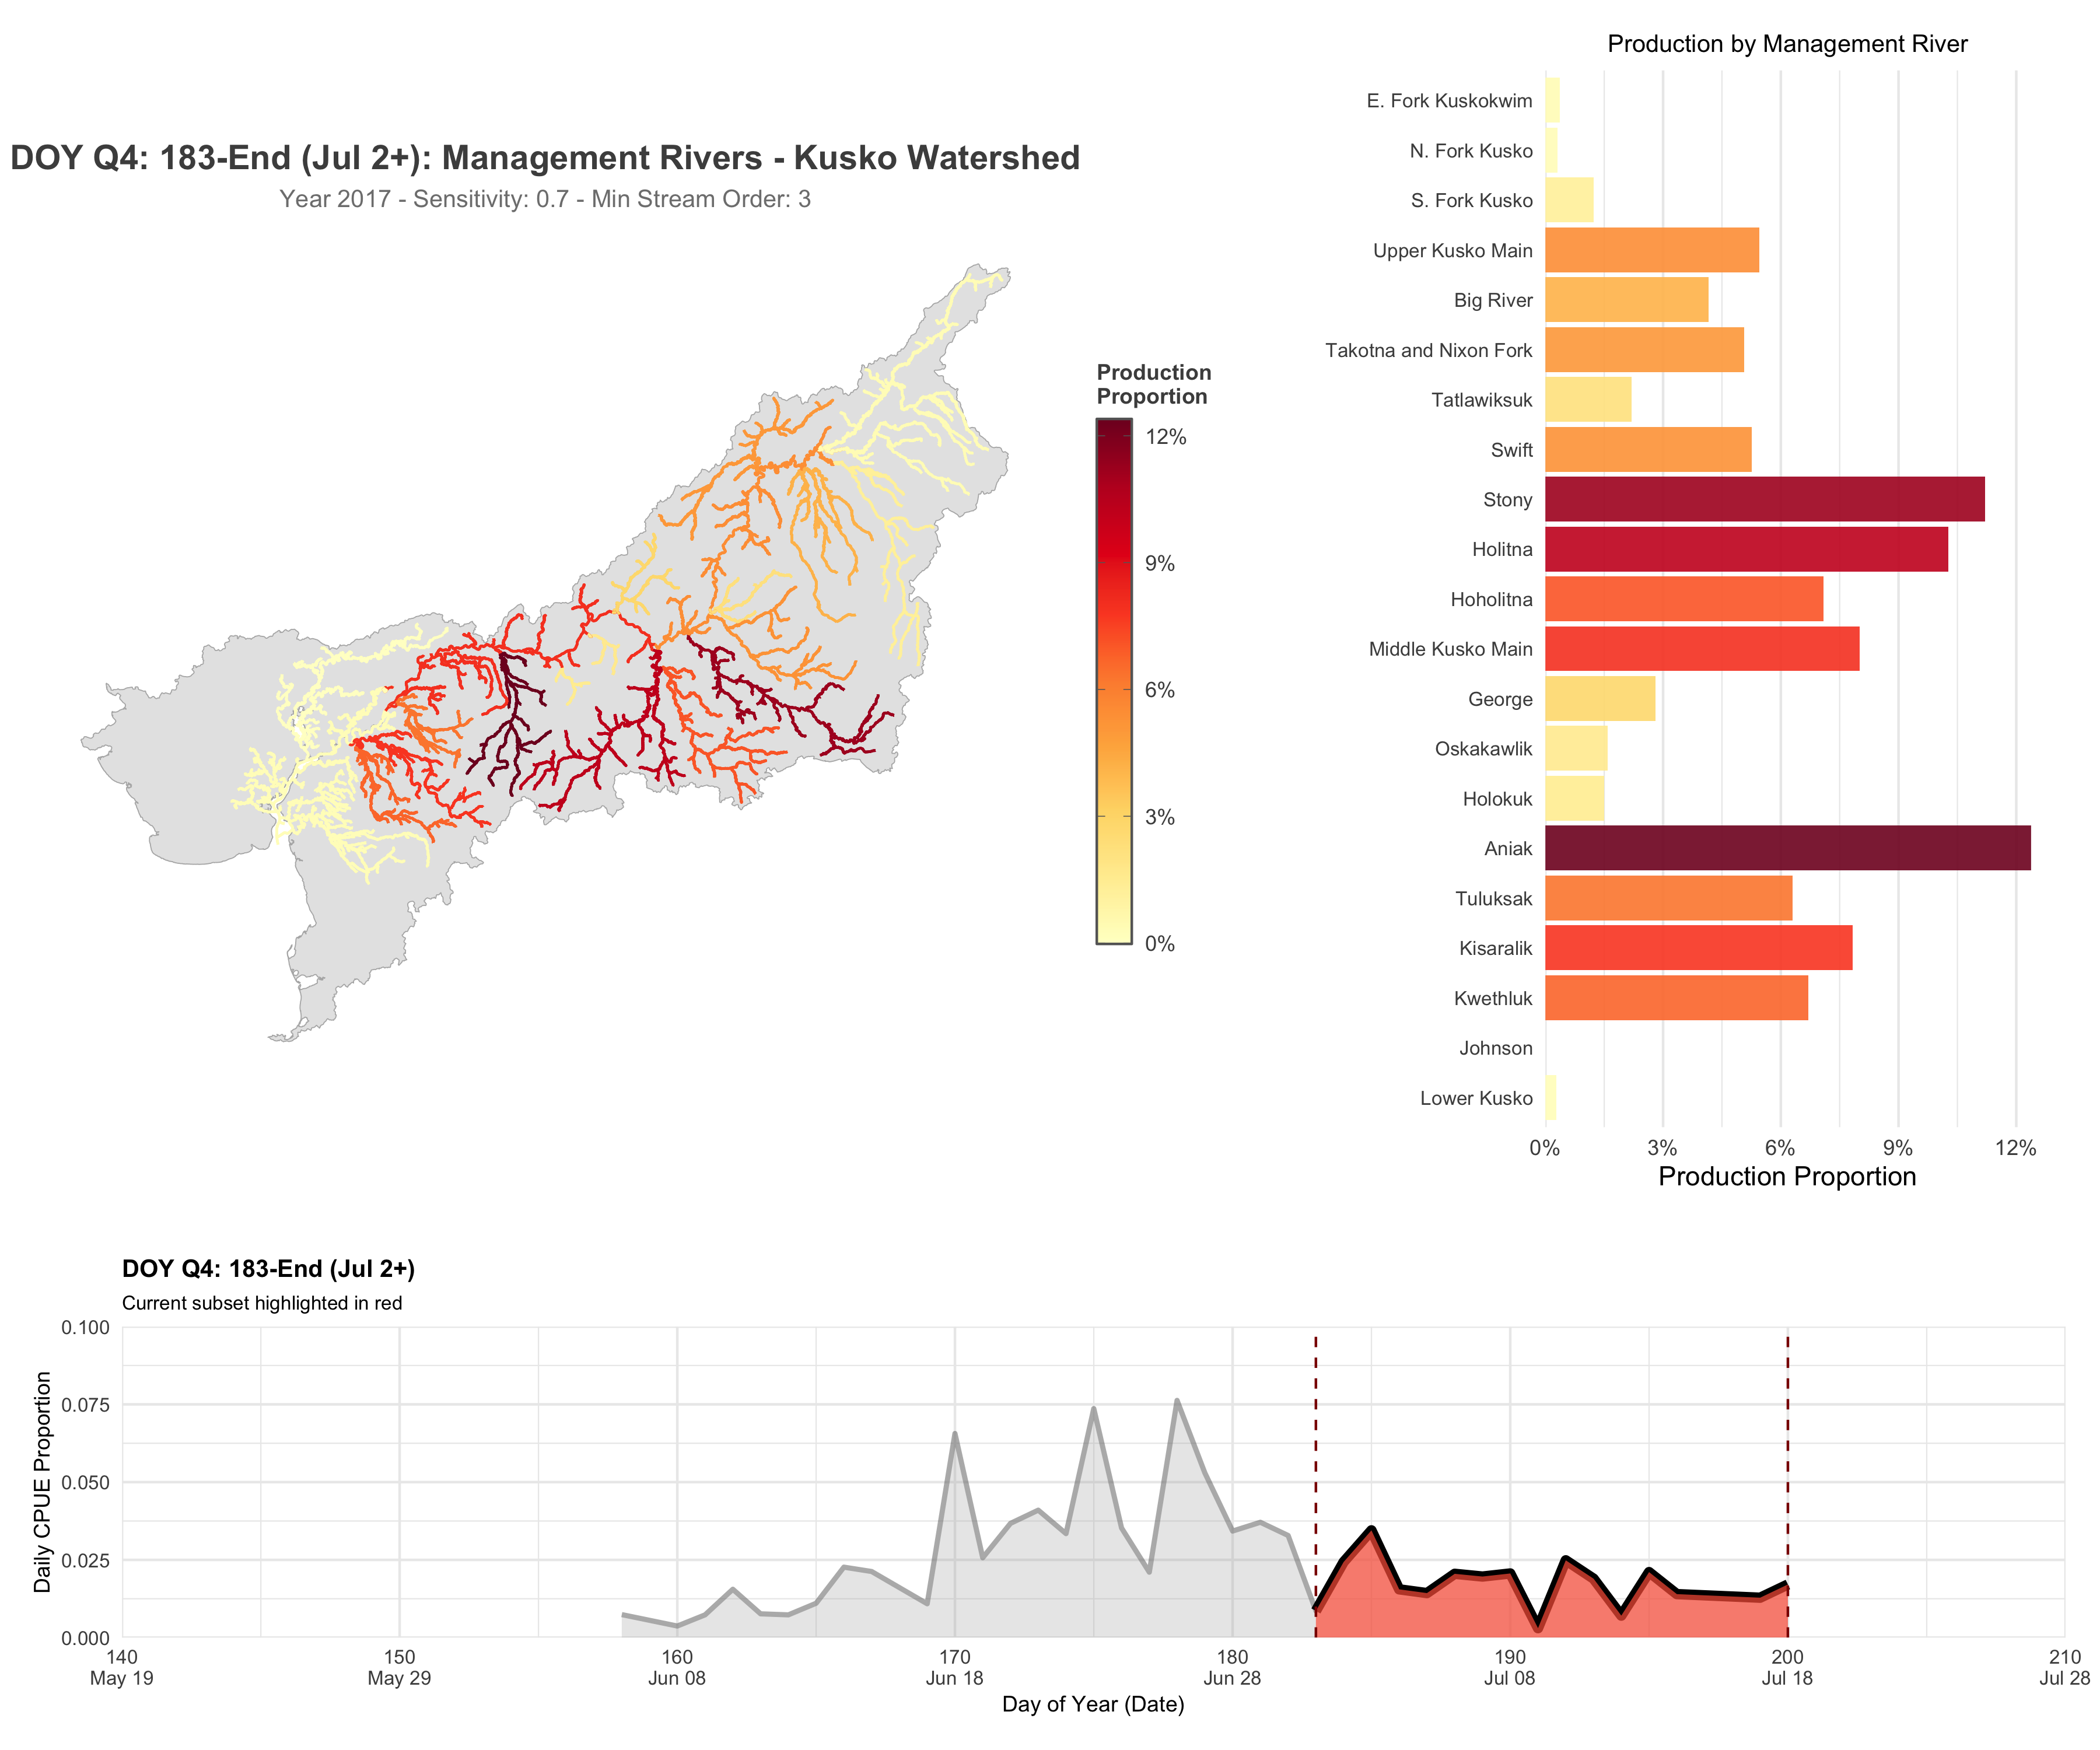 DOY Q4: 183-End (Jul 2+): Management Rivers - Kusko Watershed
Year 2017 - Sensitivity: 0.7 - Min Stream Order: 3
Production
Proportion
12%
9%
6%
3%
0%
Production by Management River
E. Fork Kuskokwim
N. Fork Kusko
S. Fork Kusko
Upper Kusko Main
Big River
Takotna and Nixon Fork
Tatlawiksuk
Swift
Stony
Holitna
Hoholitna
Middle Kusko Main
George
Oskakawlik
Holokuk
Aniak
Tuluksak
Kisaralik
Kwethluk
Johnson
Lower Kusko
0% 3% 6% 9% 12%
Production Proportion
DOY Q4: 183-End (Jul 2+)
Current subset highlighted in red
Daily CPUE Proportion
0.100
0.075
0.050
0.025
0.000
140 150 160 170 180 190 200 210
May 19 May 29 Jun 08 Jun 18 Jun 28 Jul 08 Jul 18 Jul 28
Day of Year (Date)